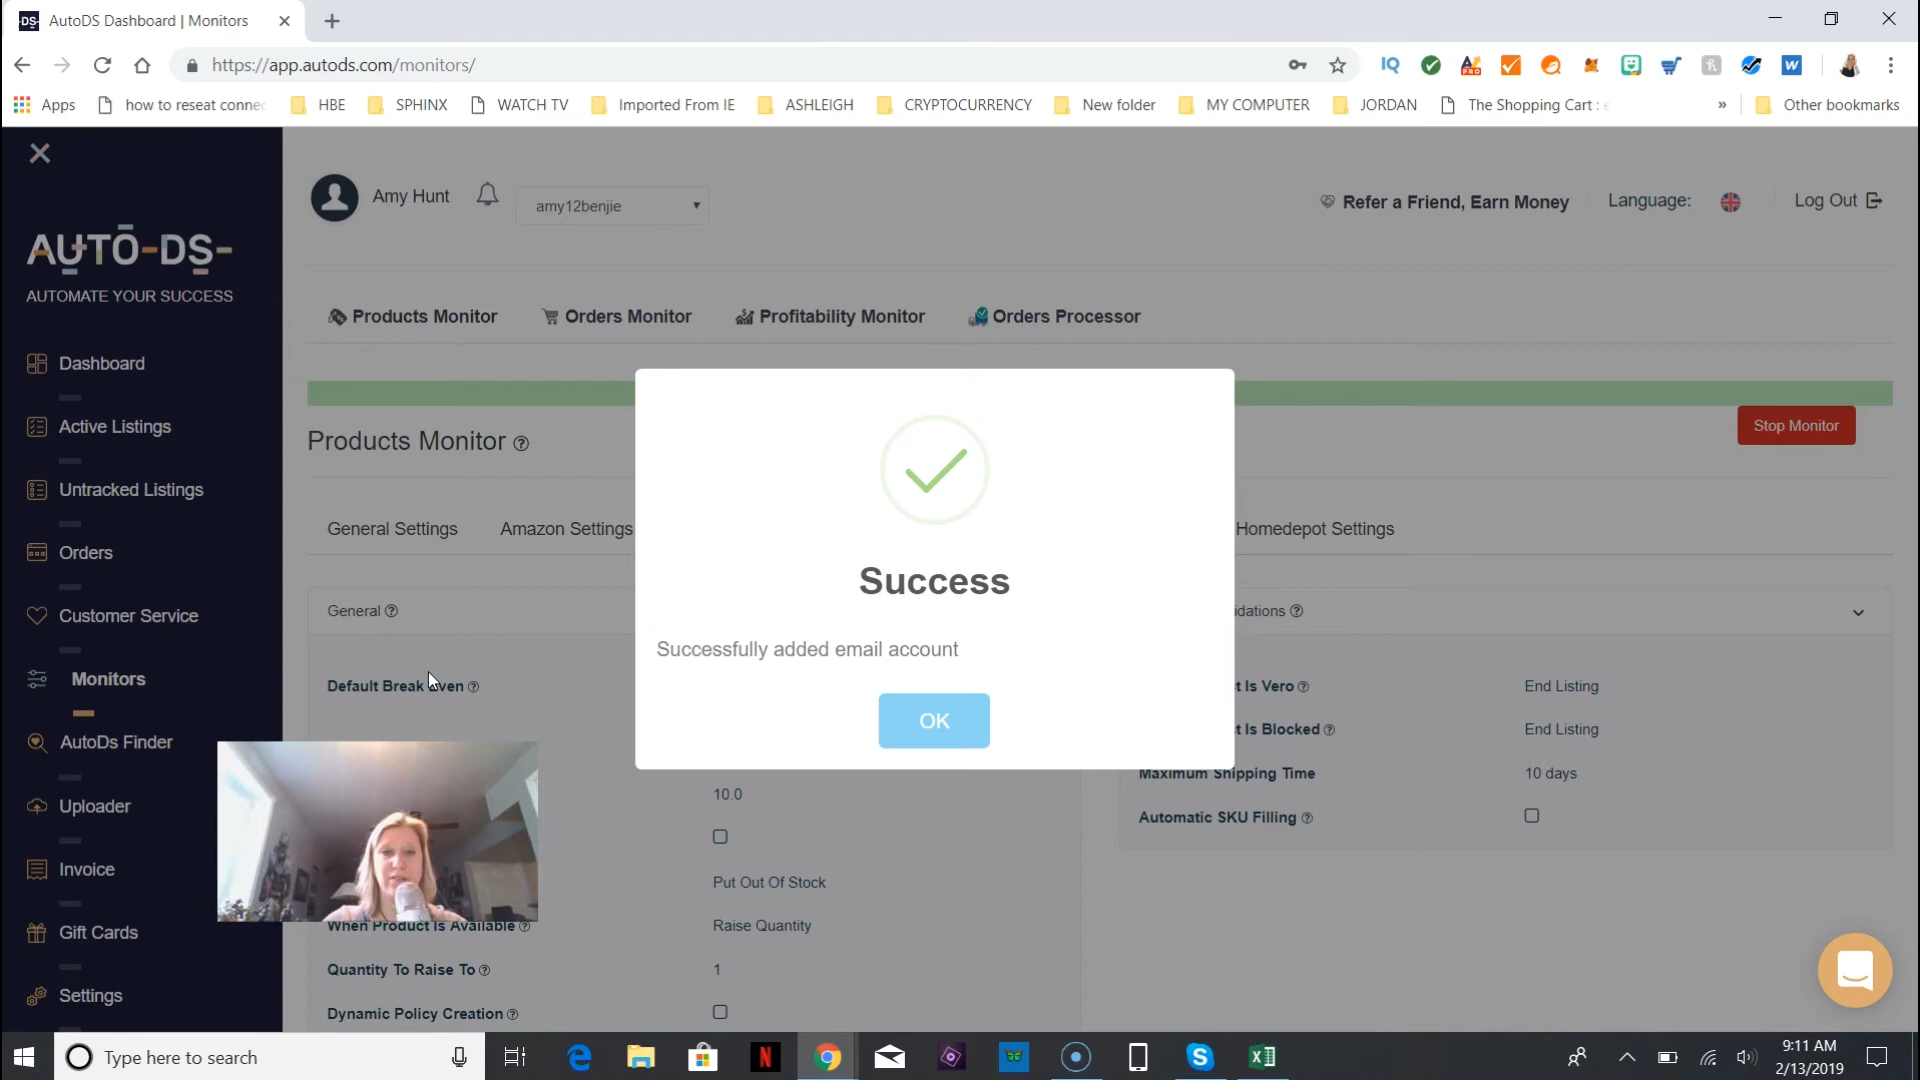 AutoDS Dashboard | Monitors
https://app.autods.com/monitors/
Apps
how to reseat connec
HBE
SPHINX
WATCH TV
Imported From IE
ASHLEIGH
CRYPTOCURRENCY
New folder
MY COMPUTER
JORDAN
The Shopping Cart :
»
Other bookmarks
AUTO-DS-
AUTOMATE YOUR SUCCESS
Dashboard
Active Listings
Untracked Listings
Orders
Customer Service
Monitors
AutoDs Finder
Uploader
Invoice
Gift Cards
Settings
Amy Hunt
amy12benjie
Refer a Friend, Earn Money
Language:
Log Out
Products Monitor
Orders Monitor
Profitability Monitor
Orders Processor
Products Monitor
Stop Monitor
General Settings
Amazon Settings
Homedepot Settings
General
idations
Default Break Even
Success
Successfully added email account
OK
t Is Vero
End Listing
t Is Blocked
End Listing
Maximum Shipping Time
10 days
Automatic SKU Filling
10.0
Put Out Of Stock
When Product Is Available
Raise Quantity
Quantity To Raise To
1
Dynamic Policy Creation
Type here to search
9:11 AM
2/13/2019